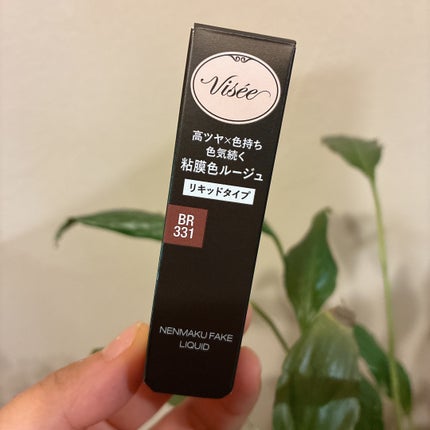 Visée
高ツヤ×色持ち
色気続く
粘膜色ルージュ
リキッドタイプ
BR
331
NENMAKU FAKE
LIQUID